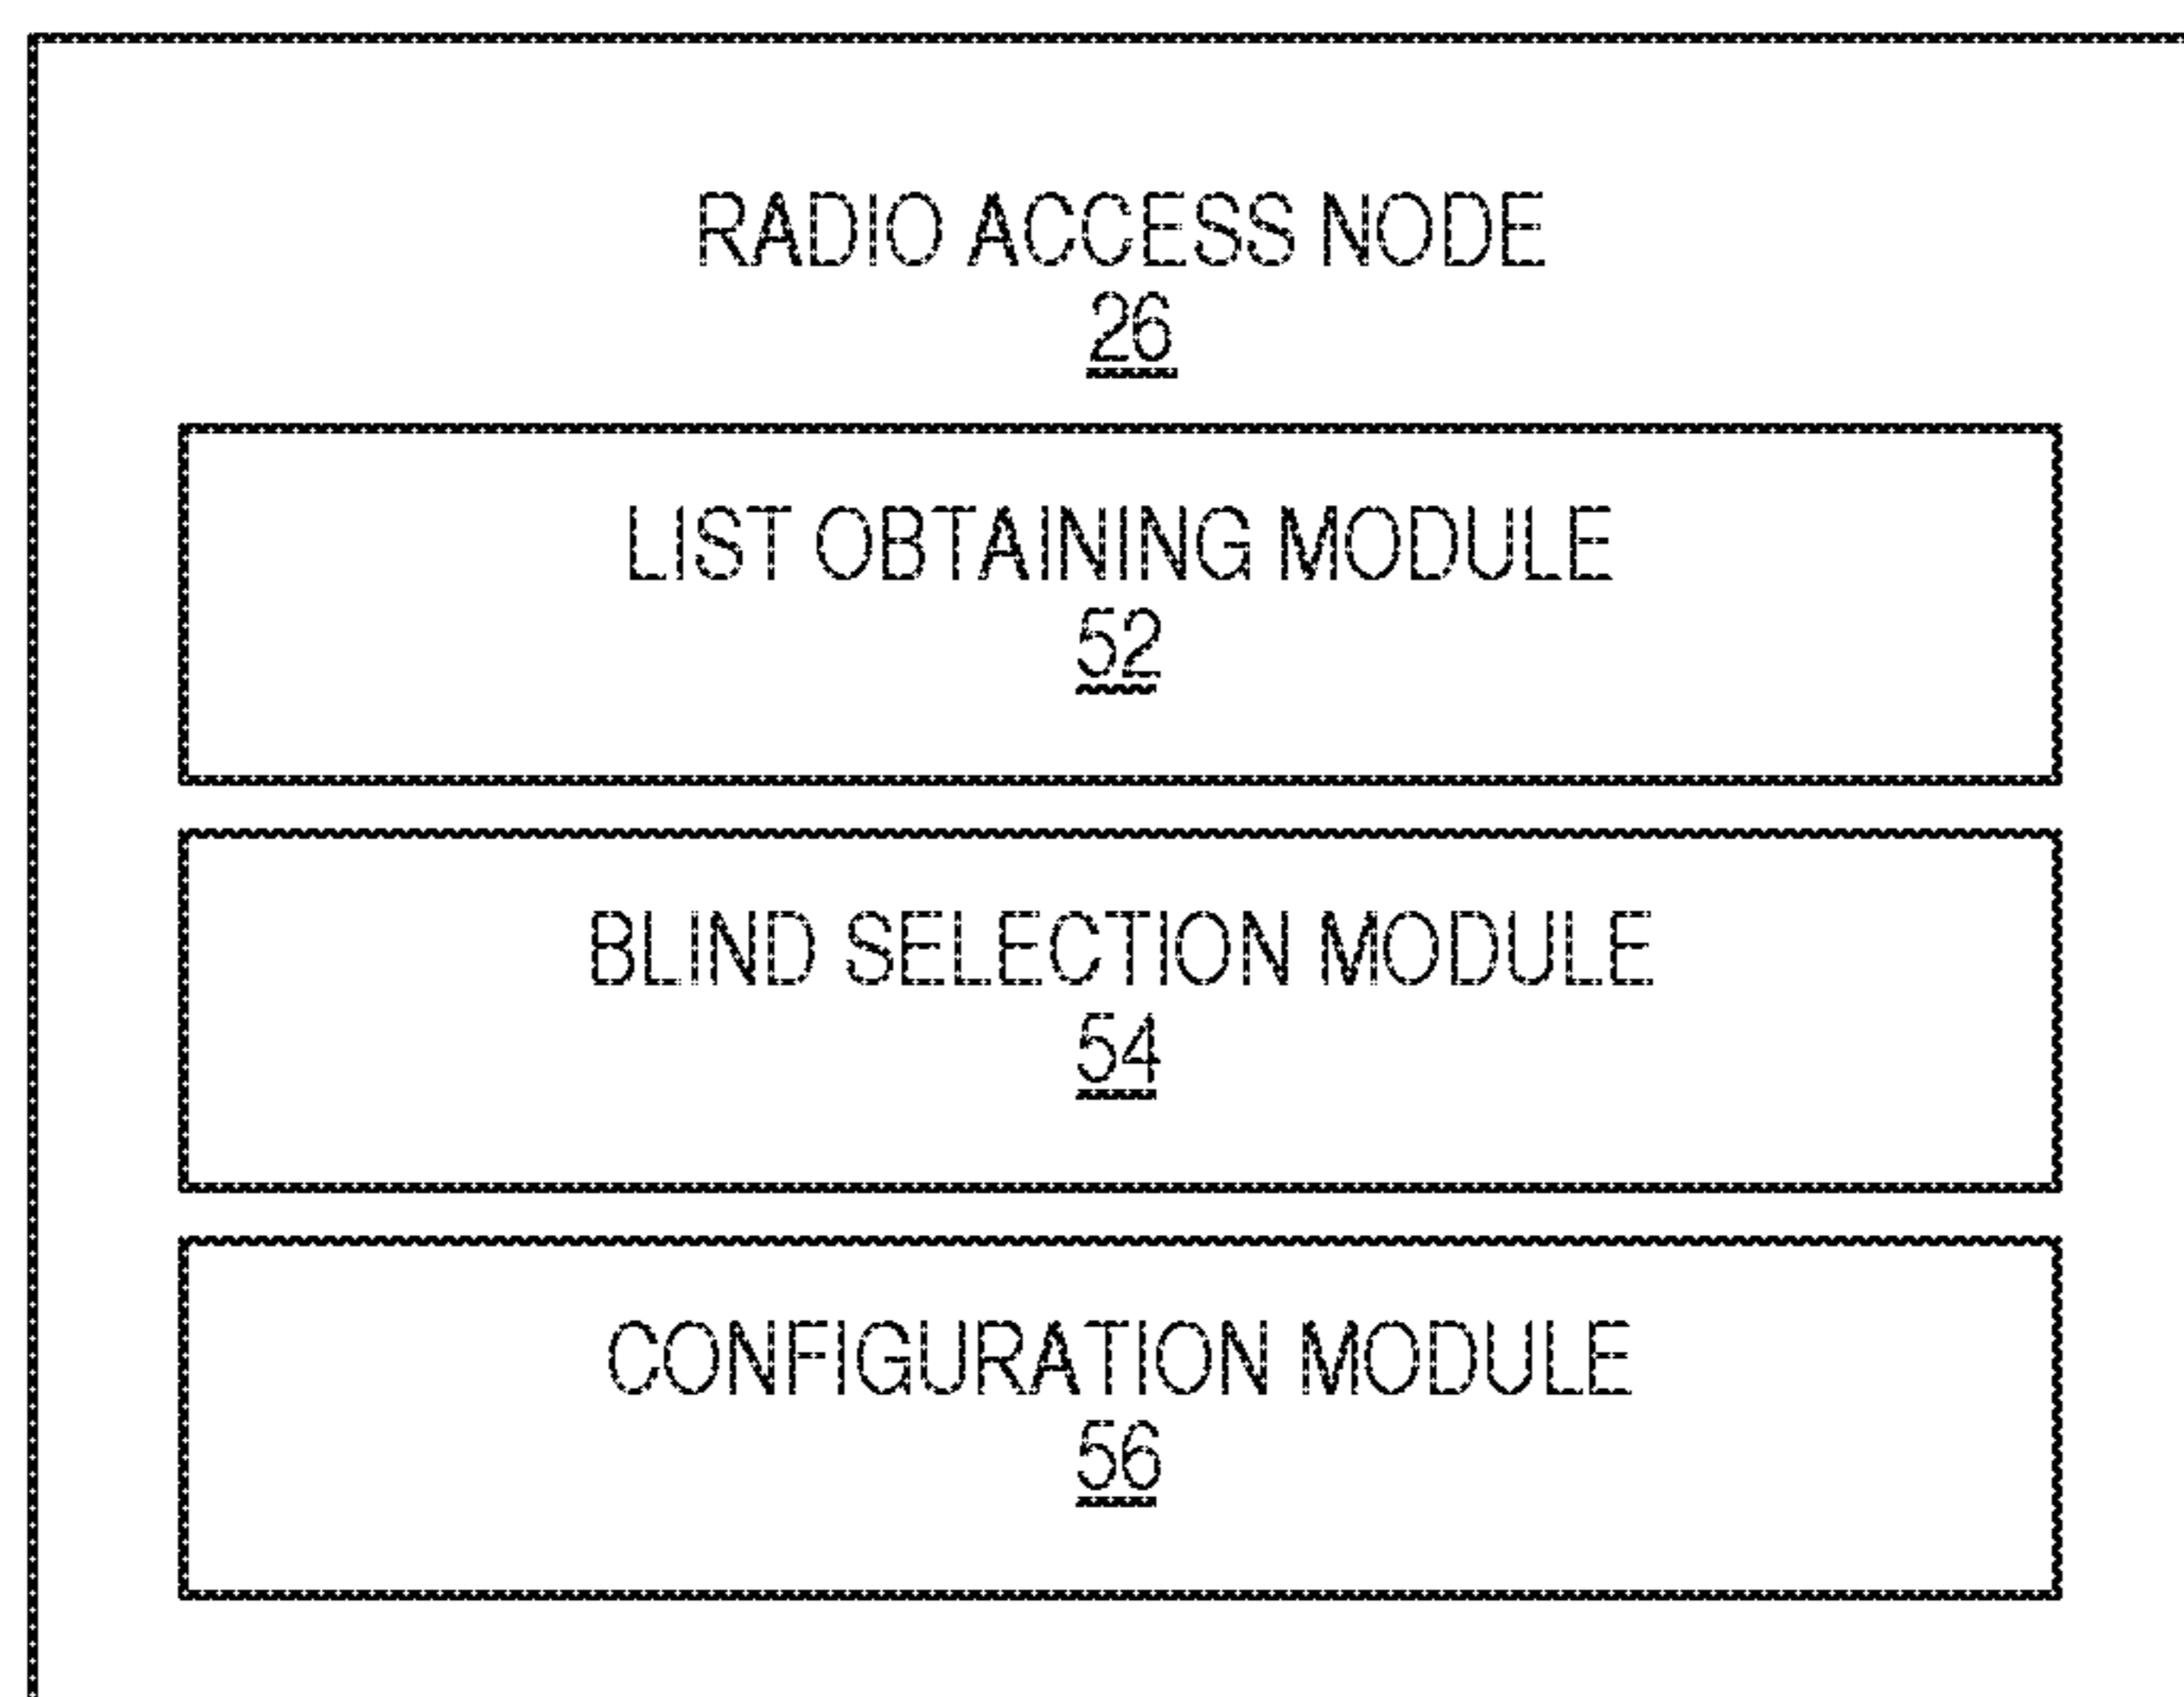 RADIO ACCESS NODE
26
LIST OBTAINING MODULE
52
BLIND SELECTION MODULE
54
CONFIGURATION MODULE
56